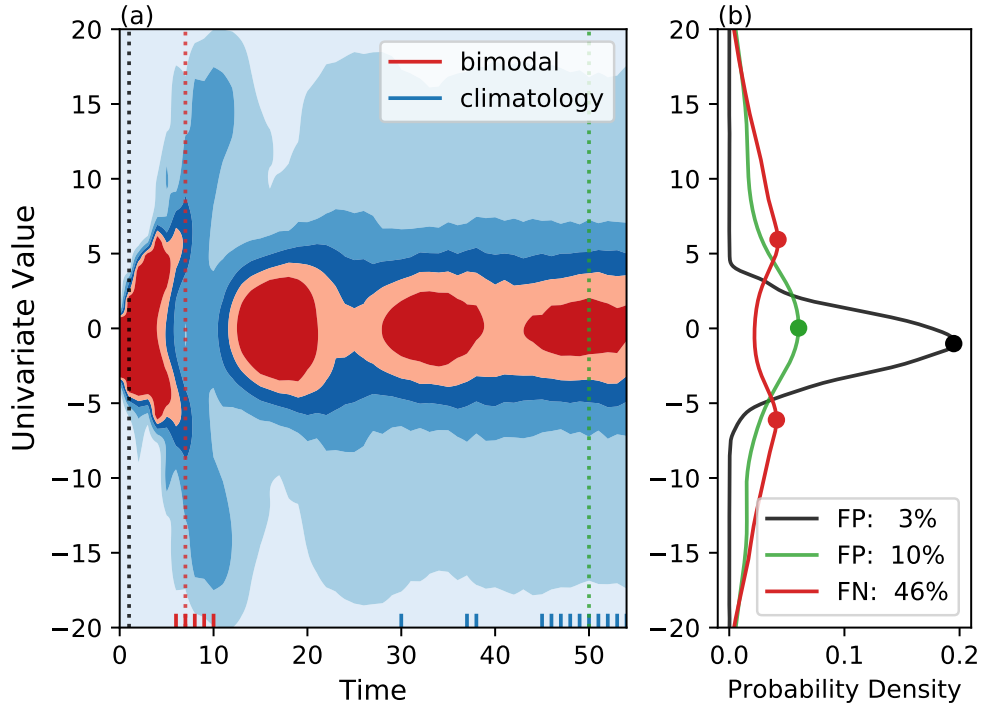 (a)
(b)
20
15
10
5
0
−5
−10
−15
−20
Univariate Value
bimodal
climatology
0
10
20
30
40
50
Time
20
15
10
5
0
−5
−10
−15
−20
FP: 3%
FP: 10%
FN: 46%
0.0
0.1
0.2
Probability Density